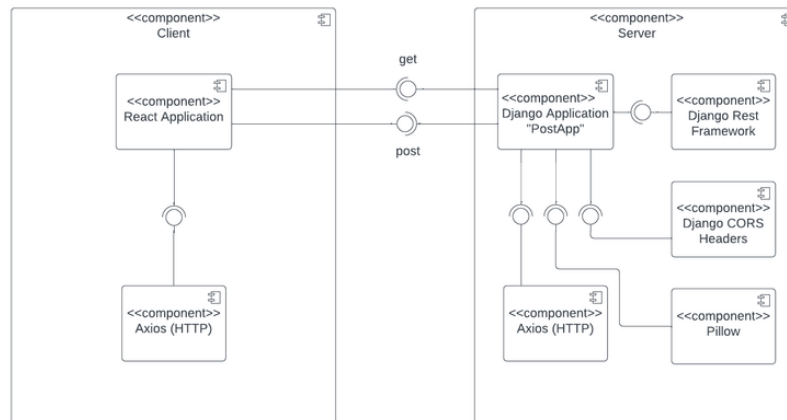 <<component>>
Client
<<component>>
Server
get
<<component>>
React Application
<<component>>
Django Application
"PostApp"
<<component>>
Django Rest
Framework
post
<<component>>
Django CORS
Headers
<<component>>
Axios (HTTP)
<<component>>
Axios (HTTP)
<<component>>
Pillow